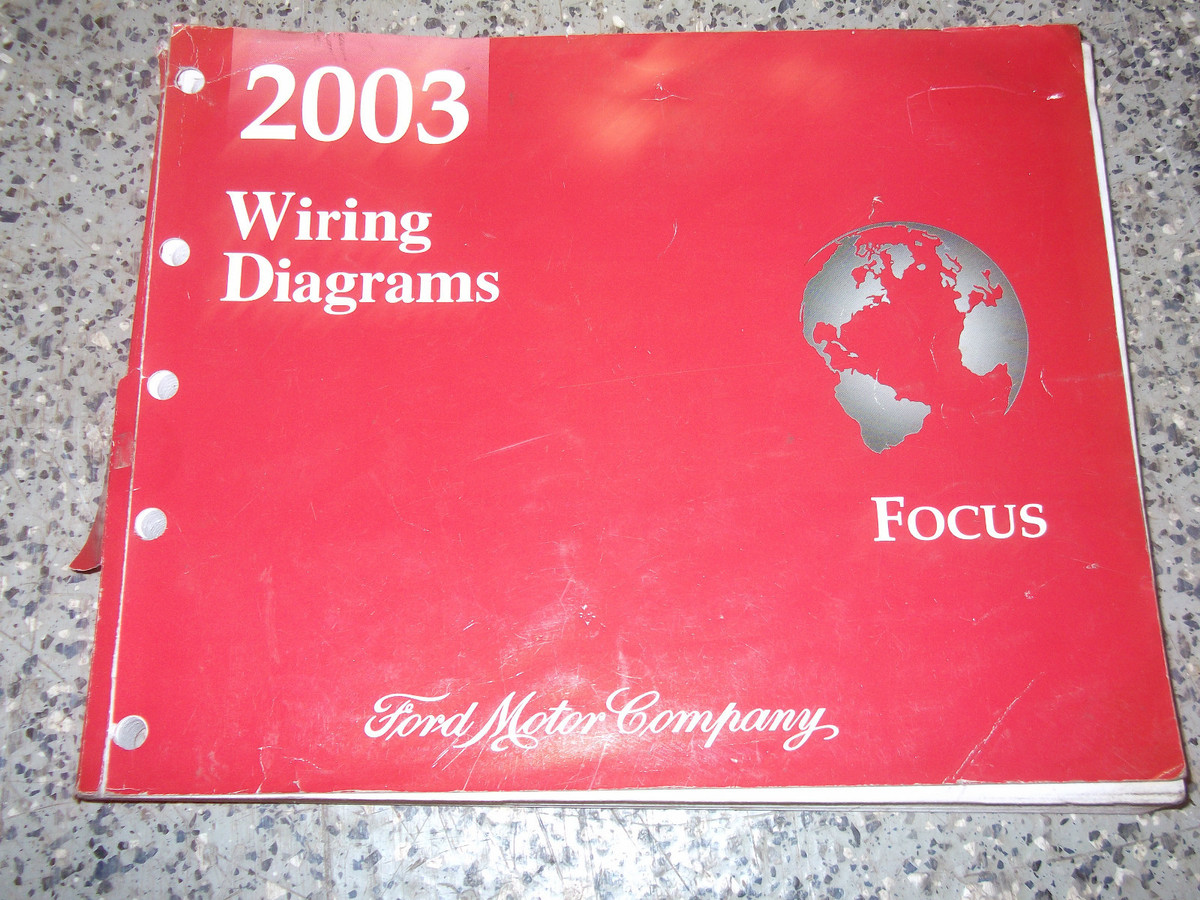 2003
Wiring
Diagrams
FOCUS
Ford Motor Company